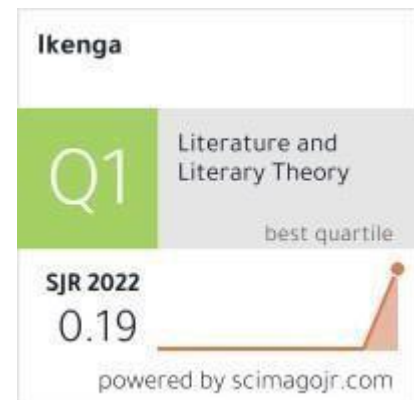 Ikenga
Q1
Literature and
Literary Theory
best quartile
SJR 2022
0.19
powered by scimagojr.com